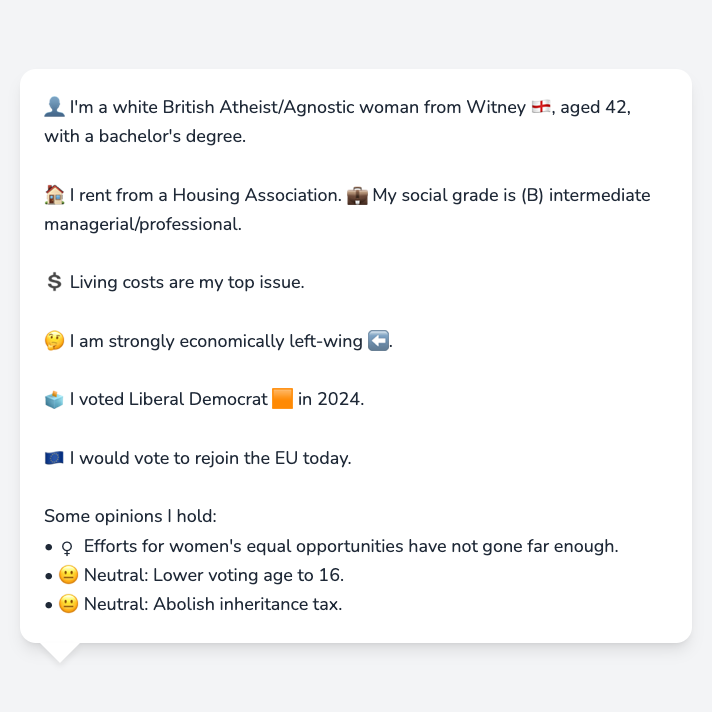 👤 I'm a white British Atheist/Agnostic woman from Witney 🏴󠁧󠁢󠁥󠁮󠁧󠁿, aged 42,
with a bachelor's degree.
🏠 I rent from a Housing Association. 💼 My social grade is (B) intermediate
managerial/professional.
💲 Living costs are my top issue.
🤔 I am strongly economically left-wing ⬅️.
🗳️ I voted Liberal Democrat 🟧 in 2024.
🇪🇺 I would vote to rejoin the EU today.
Some opinions I hold:
• ♀ Efforts for women's equal opportunities have not gone far enough.
• 😐 Neutral: Lower voting age to 16.
• 😐 Neutral: Abolish inheritance tax.